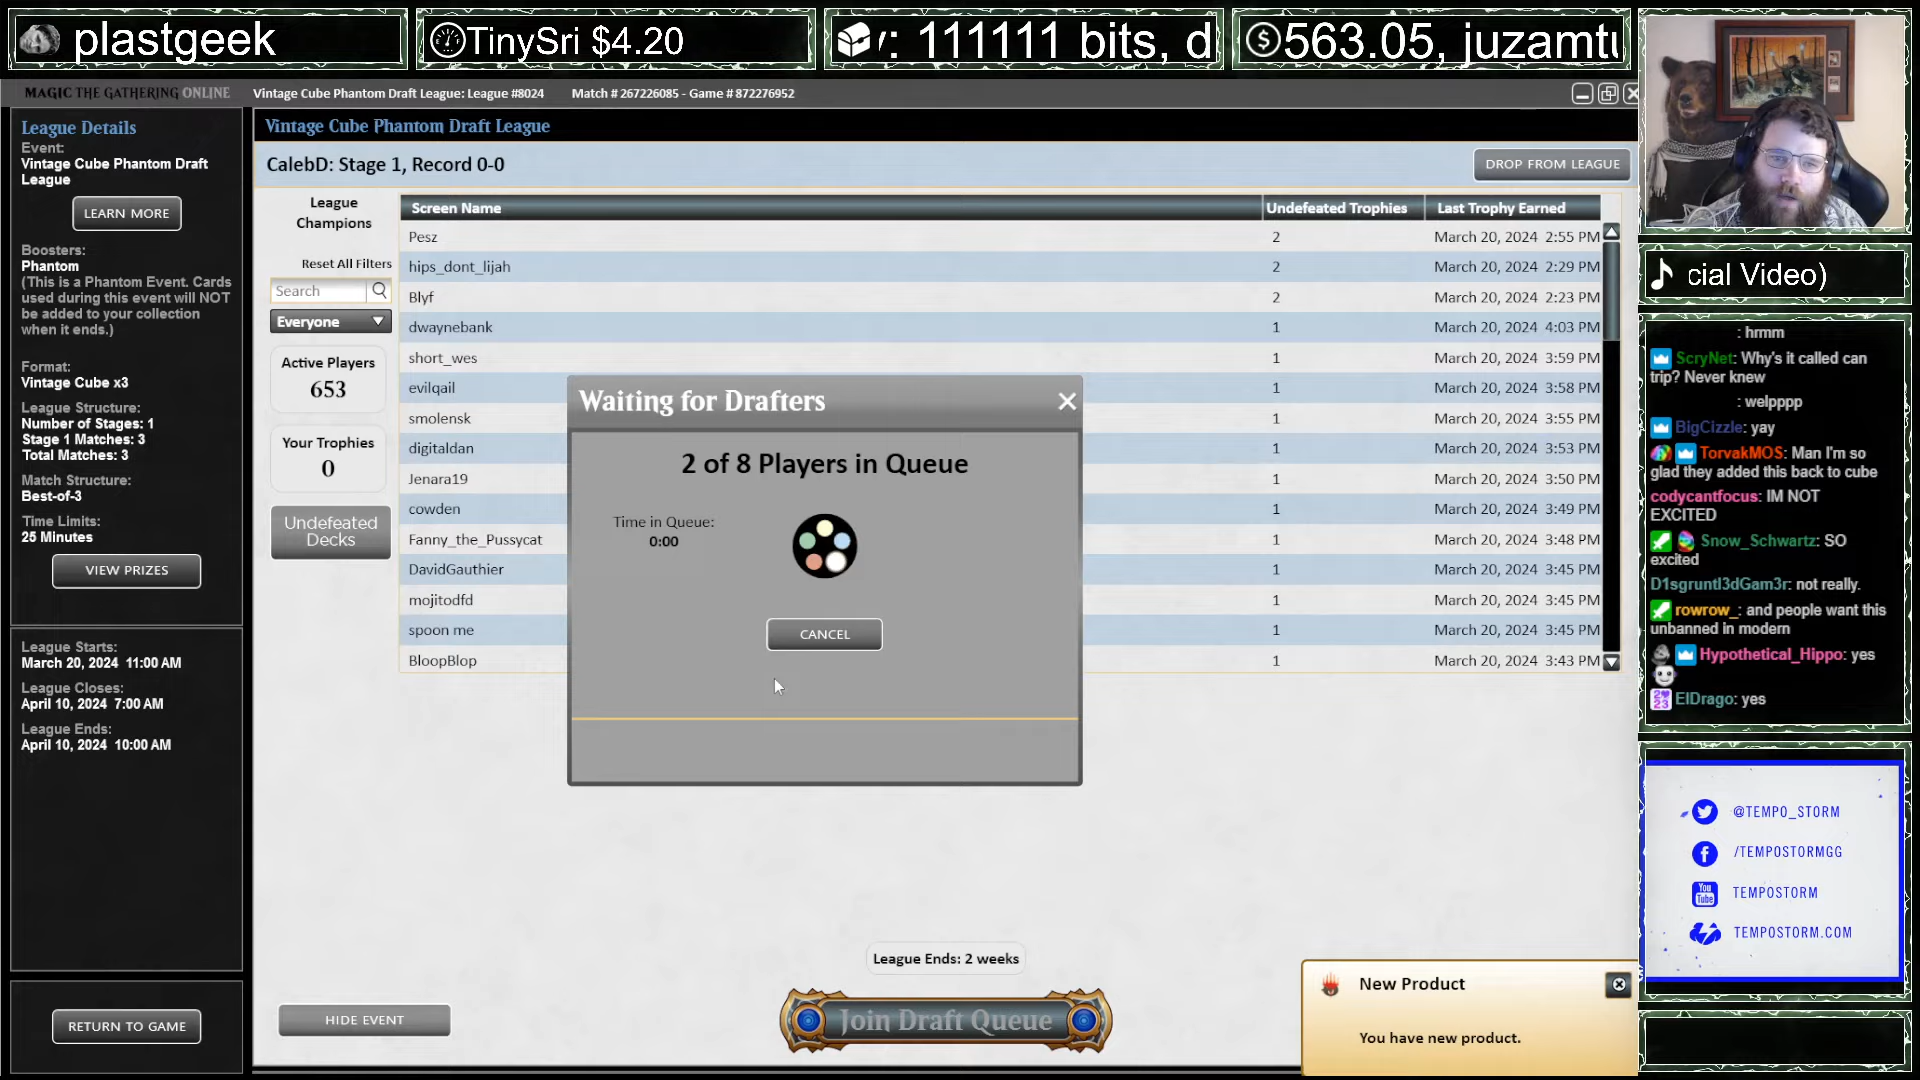 plastgeek
TinySri $4.20
: 111111 bits, d
563.05, juzamtu
MAGIC THE GATHERING ONLINE
Vintage Cube Phantom Draft League: League #8024
Match # 267226085 - Game # 872276952
League Details
Event:
Vintage Cube Phantom Draft
League
LEARN MORE
Boosters:
Phantom
(This is a Phantom Event. Cards
used during this event will NOT
be added to your collection
when it ends.)
Format:
Vintage Cube x3
League Structure:
Number of Stages: 1
Stage 1 Matches: 3
Total Matches: 3
Match Structure:
Best-of-3
Time Limits:
25 Minutes
VIEW PRIZES
League Starts:
March 20, 2024 11:00 AM
League Closes:
April 10, 2024 7:00 AM
League Ends:
April 10, 2024 10:00 AM
RETURN TO GAME
Vintage Cube Phantom Draft League
CalebD: Stage 1, Record 0-0
DROP FROM LEAGUE
League
Champions
Reset All Filters
Search
Everyone
Active Players
653
Your Trophies
0
Undefeated
Decks
Screen Name Undefeated Trophies Last Trophy Earned
Pesz 2 March 20, 2024 2:55 PM
hips_dont_lijah 2 March 20, 2024 2:29 PM
Blyf 2 March 20, 2024 2:23 PM
dwaynebank 1 March 20, 2024 4:03 PM
short_wes 1 March 20, 2024 3:59 PM
evilqail 1 March 20, 2024 3:58 PM
smolensk 1 March 20, 2024 3:55 PM
digitaldan 1 March 20, 2024 3:53 PM
Jenara19 1 March 20, 2024 3:50 PM
cowden 1 March 20, 2024 3:49 PM
Fanny_the_Pussycat 1 March 20, 2024 3:48 PM
DavidGauthier 1 March 20, 2024 3:45 PM
mojitodfd 1 March 20, 2024 3:45 PM
spoon me 1 March 20, 2024 3:45 PM
BloopBlop 1 March 20, 2024 3:43 PM
Waiting for Drafters
2 of 8 Players in Queue
Time in Queue:
0:00
CANCEL
League Ends: 2 weeks
HIDE EVENT
Join Draft Queue
New Product
You have new product.
cial Video)
: hrmm
ScryNet: Why's it called can
trip? Never knew
: welpppp
BigCizzle: yay
TorvakMOS: Man I'm so
glad they added this back to cube
codycantfocus: IM NOT
EXCITED
Snow_Schwartz: SO
excited
D1sgruntl3dGam3r: not really.
rowrow_: and people want this
unbanned in modern
Hypothetical_Hippo: yes
ElDrago: yes
@TEMPO_STORM
/TEMPOSTORMGG
You
Tube
TEMPOSTORM
TEMPOSTORM.COM